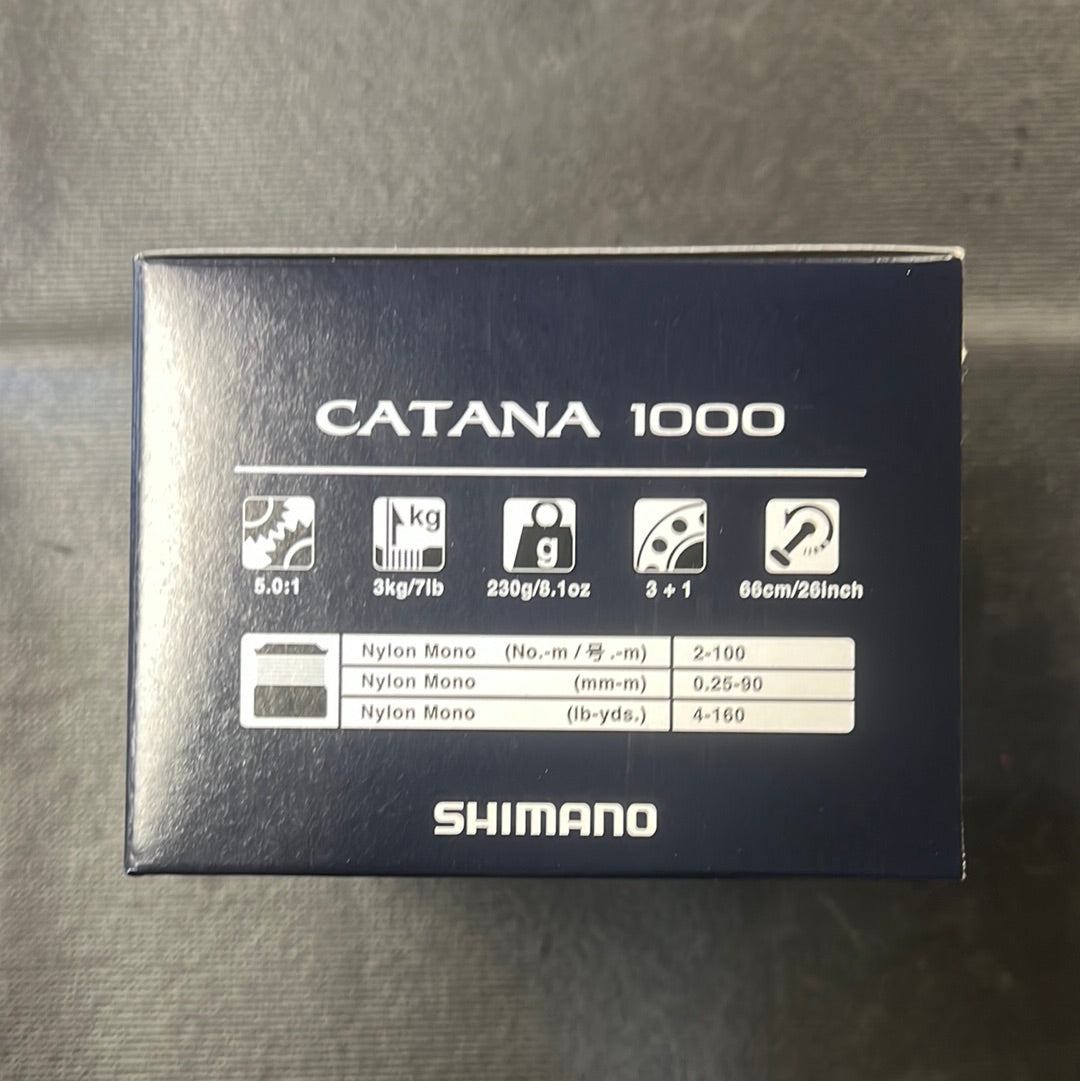 CATANA 1000
kg g
5.0:1 3kg/7lb 230g/8.1oz 3+1 66cm/26inch
Nylon Mono (No.-m / 号.-m) 2-100
Nylon Mono (mm-m) 0.25-90
Nylon Mono (lb-yds.) 4-160
SHIMANO